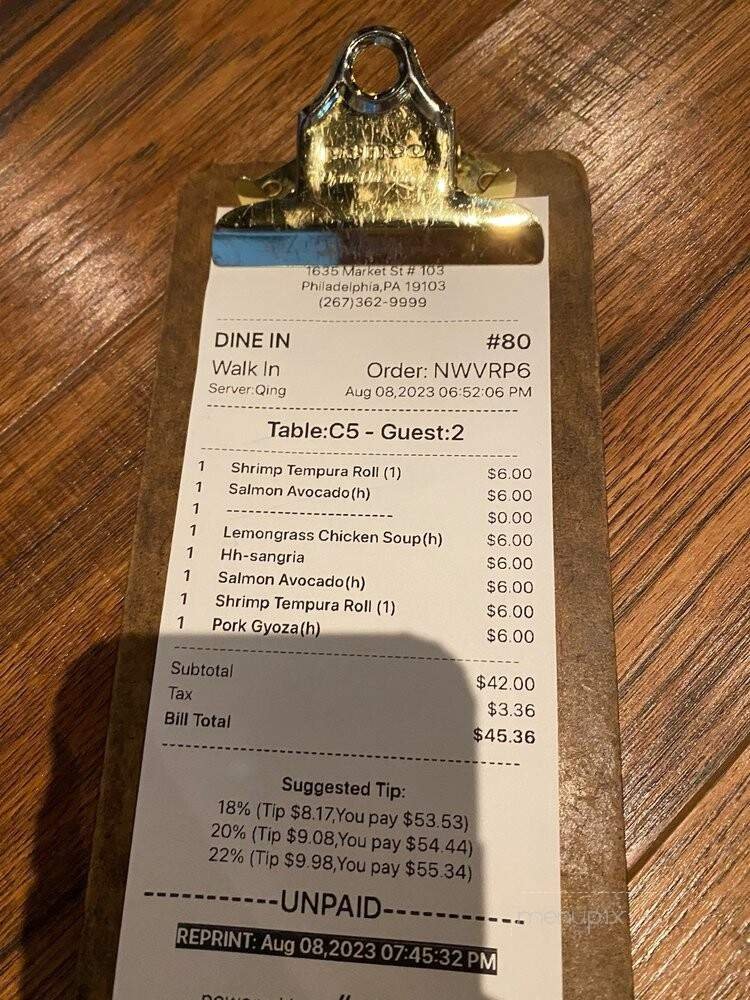 1635 Market St # 103
Philadelphia,PA 19103
(267)362-9999
DINE IN #80
Walk In Order: NWVRP6
Server:Qing Aug 08,2023 06:52:06 PM
Table:C5 - Guest:2
1 Shrimp Tempura Roll (1) $6.00
1 Salmon Avocado(h) $6.00
1 ----------------------- $0.00
1 Lemongrass Chicken Soup(h) $6.00
1 Hh-sangria $6.00
1 Salmon Avocado(h) $6.00
1 Shrimp Tempura Roll (1) $6.00
1 Pork Gyoza(h) $6.00
Subtotal $42.00
Tax $3.36
Bill Total $45.36
Suggested Tip:
18% (Tip $8.17,You pay $53.53)
20% (Tip $9.08,You pay $54.44)
22% (Tip $9.98,You pay $55.34)
----------UNPAID-----------
REPRINT: Aug 08,2023 07:45:32 PM
menupix